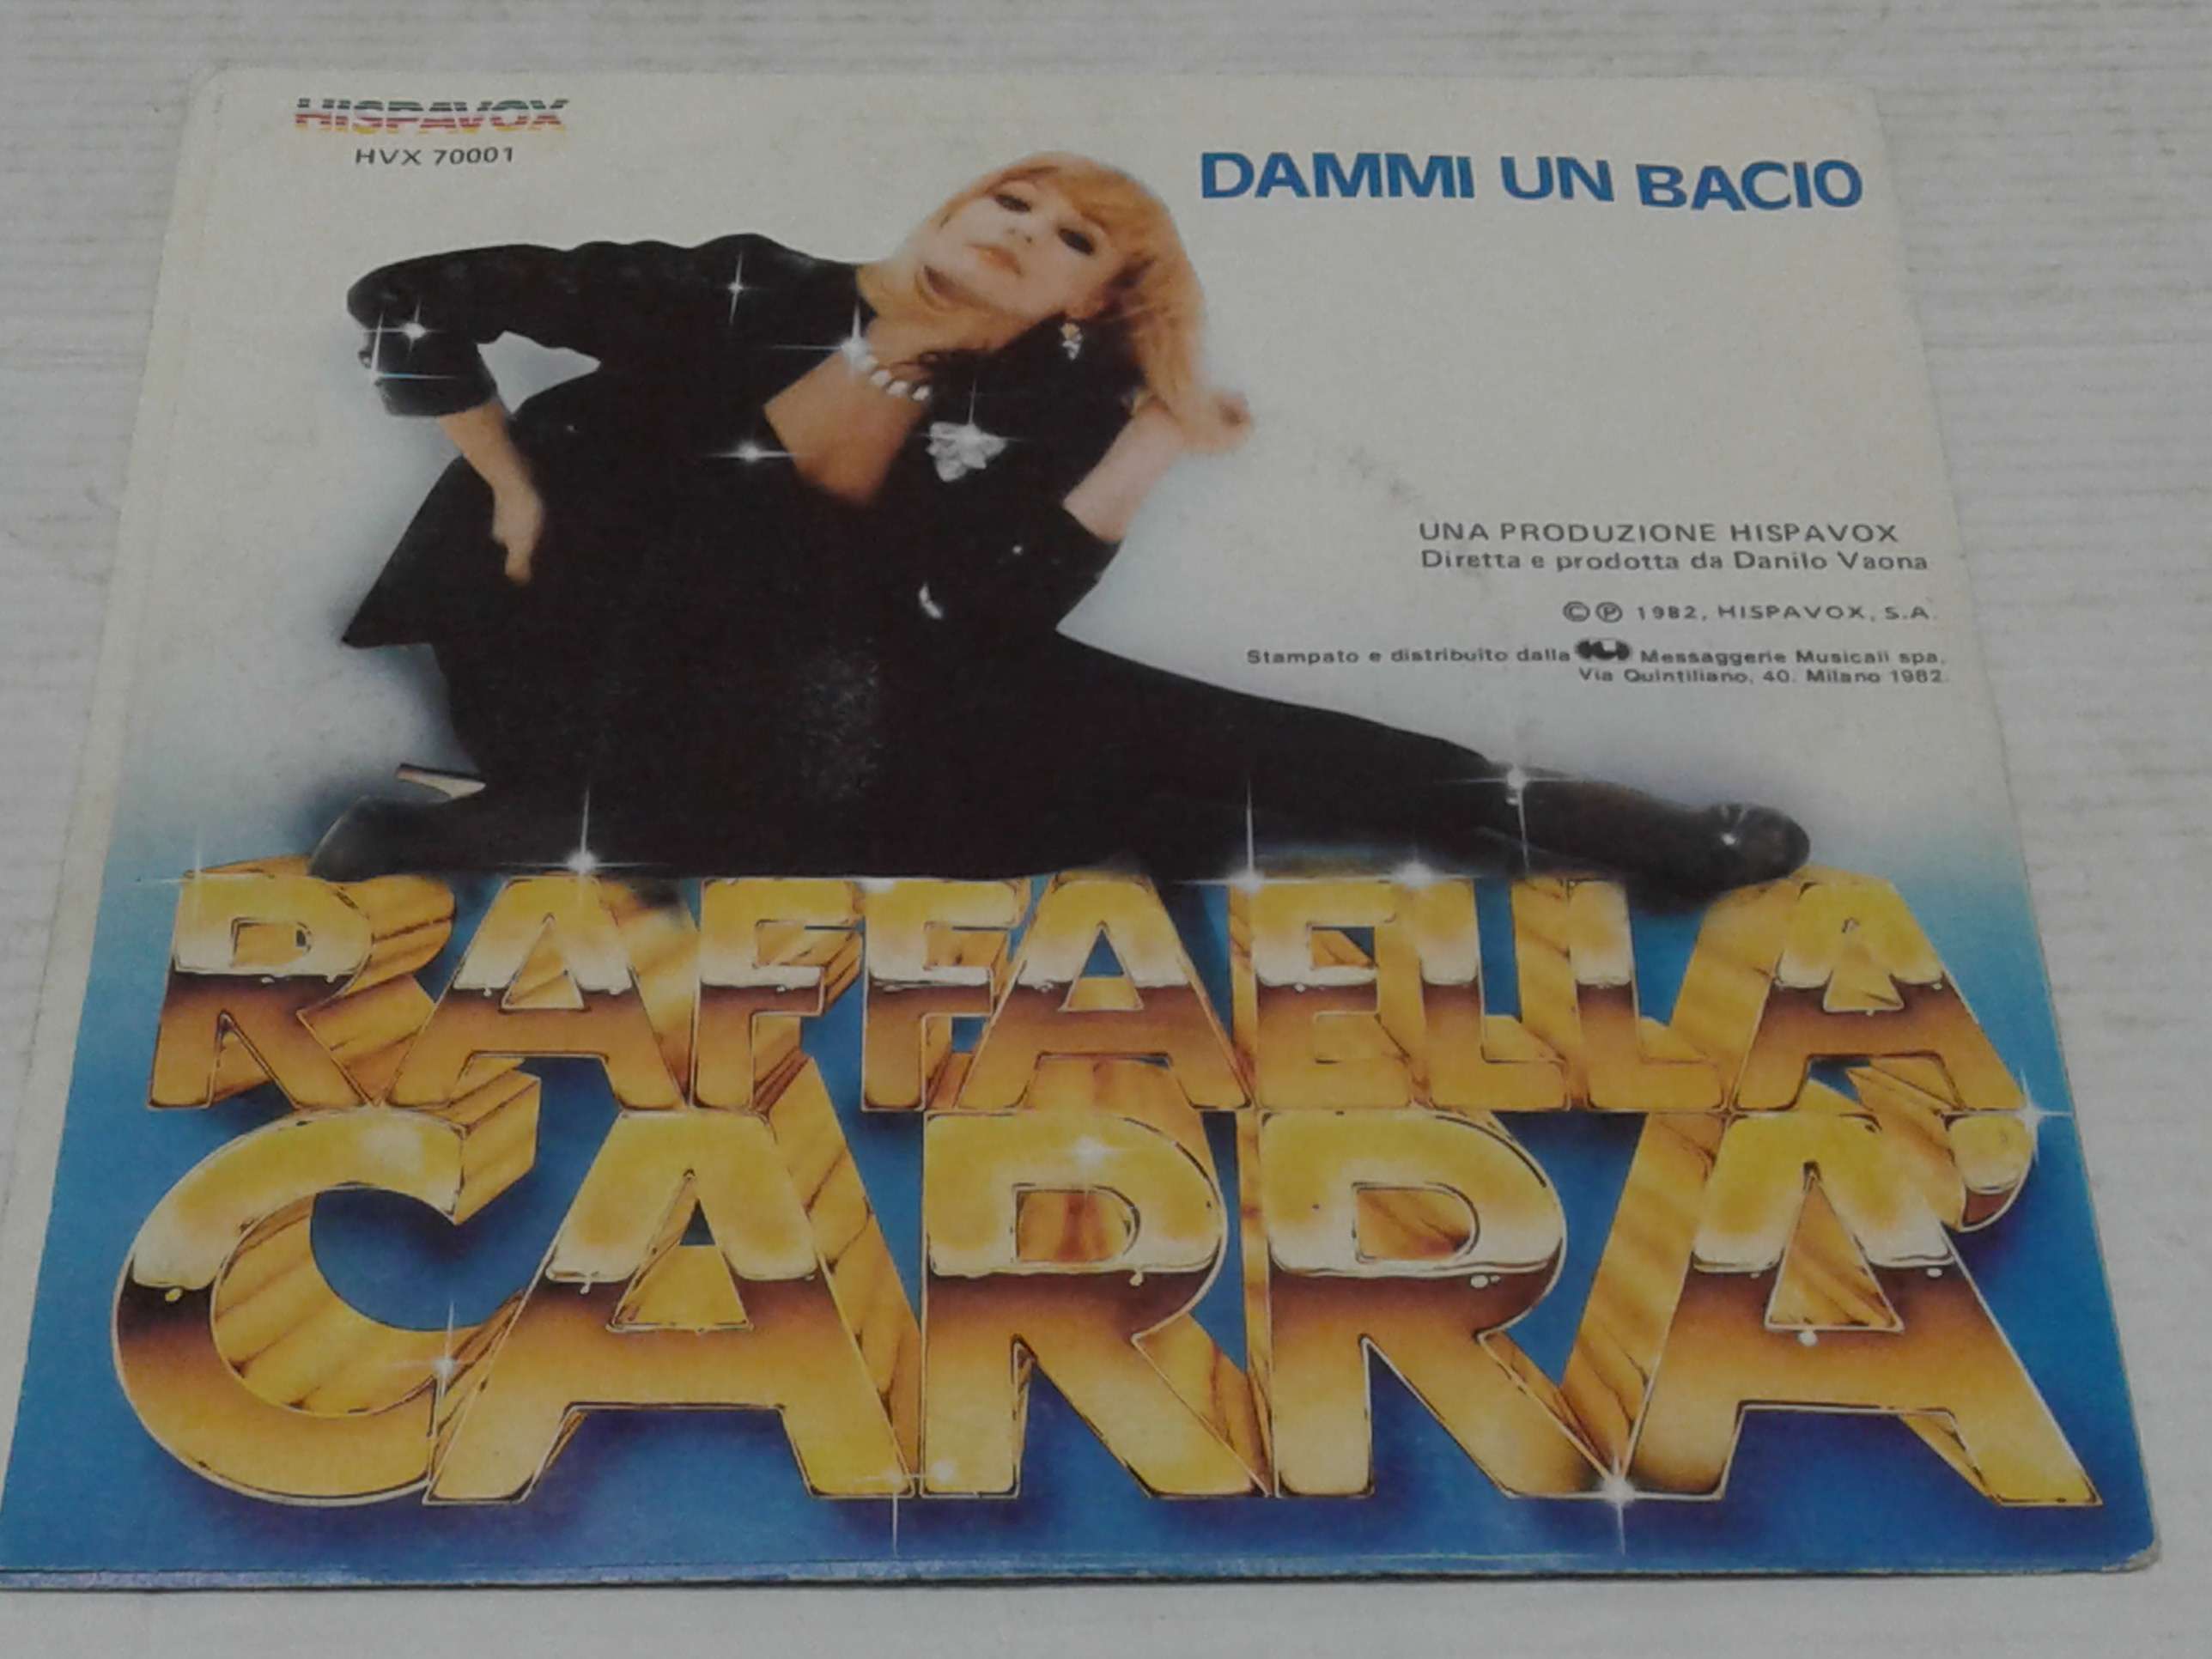 HISPAVOX
HVX 70001
DAMMI UN BACIO
UNA PRODUZIONE HISPAVOX
Diretta e prodotta da Danilo Vaona
©℗ 1982, HISPAVOX, S.A.
Stampato e distribuito dalla Messaggerie Musicali spa.
Via Quintiliano, 40. Milano 1982.
RAFFAELLA
CARRA'